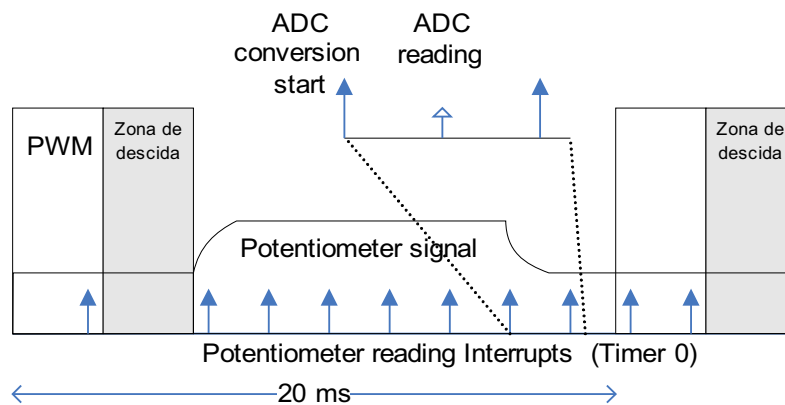 ADC
conversion
start
ADC
reading
PWM
Zona de
descida
Zona de
descida
Potentiometer signal
Potentiometer reading Interrupts (Timer 0)
20 ms